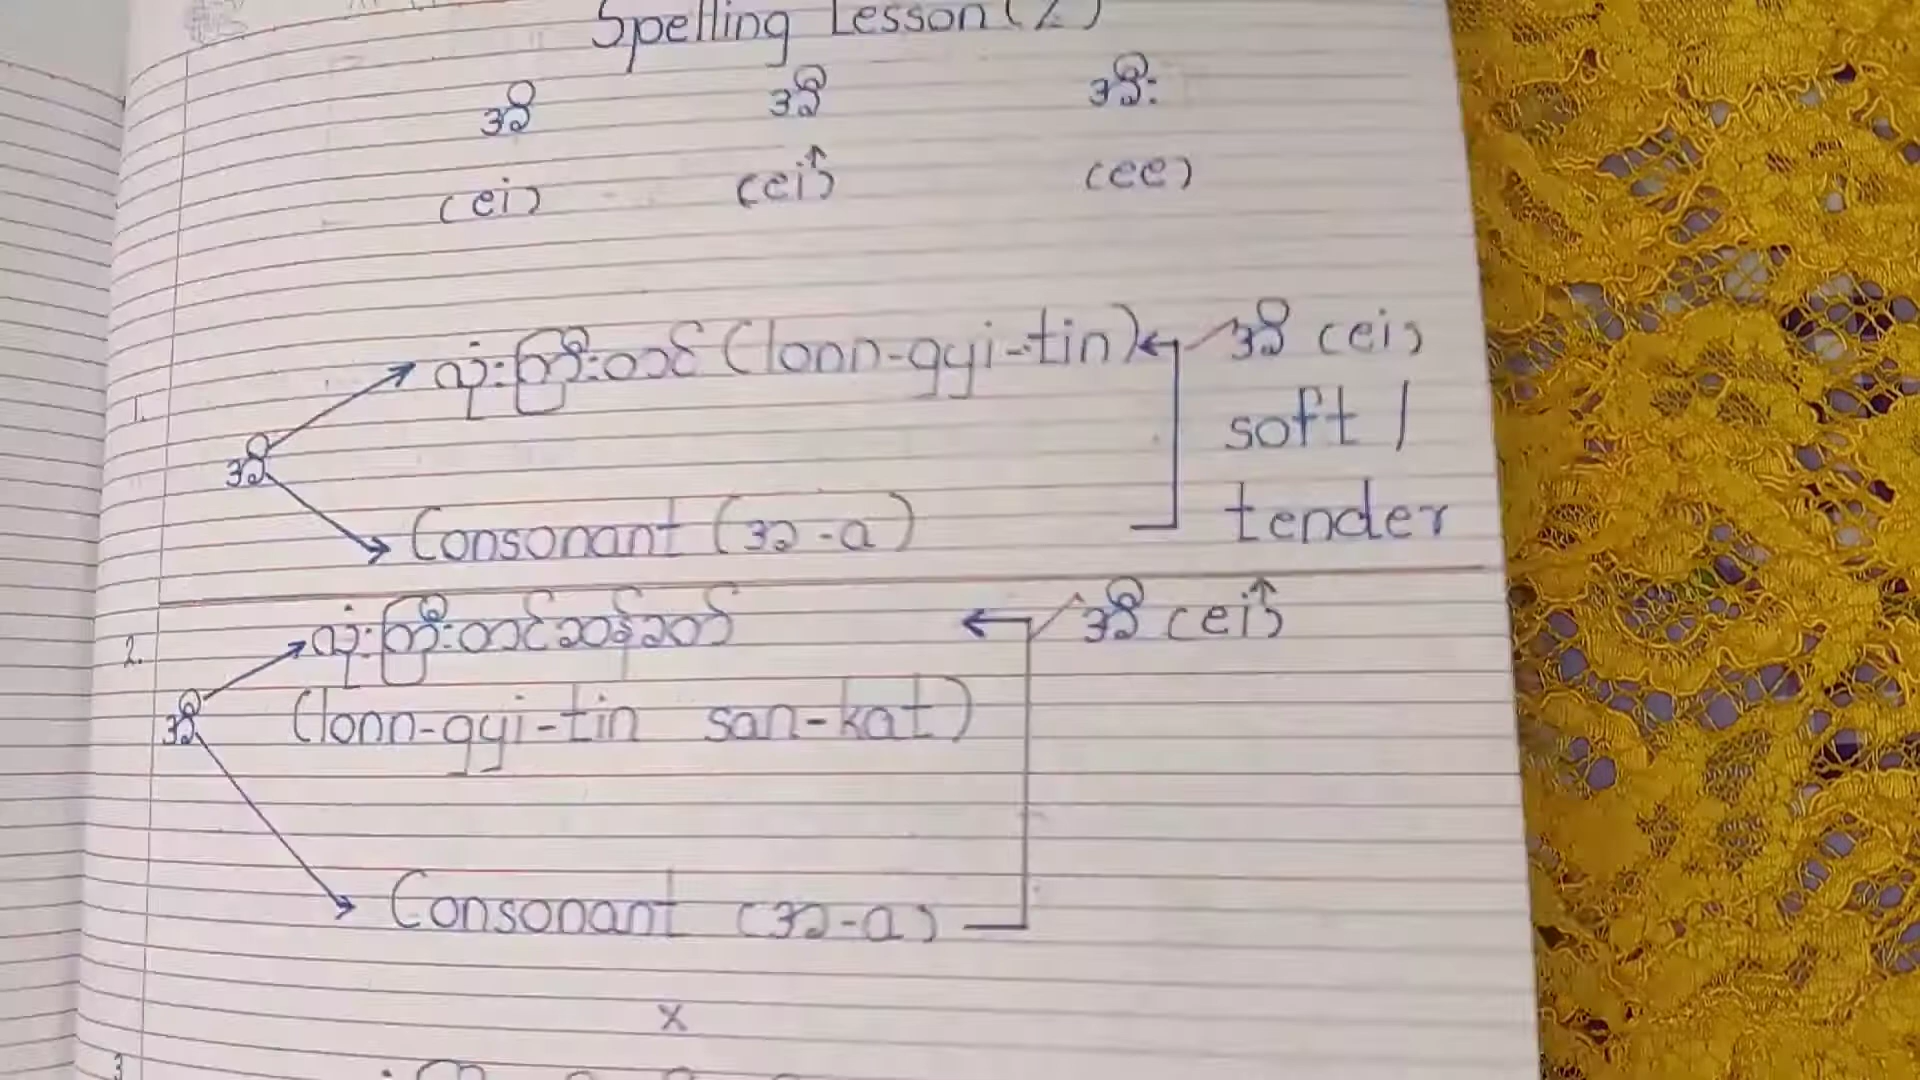 Spelling Lesson (2)
အိ အီ အီး
(ei) (ei↑) (ee)
1.
လုံးကြီးတင် (lonn-gyi-tin) အိ (ei)
အိ soft /
Consonant (အ-a) tender
2.
လုံးကြီးတင်ဆန်ခတ် အီ (ei↑)
အီ (lonn-gyi-tin san-kat)
Consonant (အ-a)
x
3